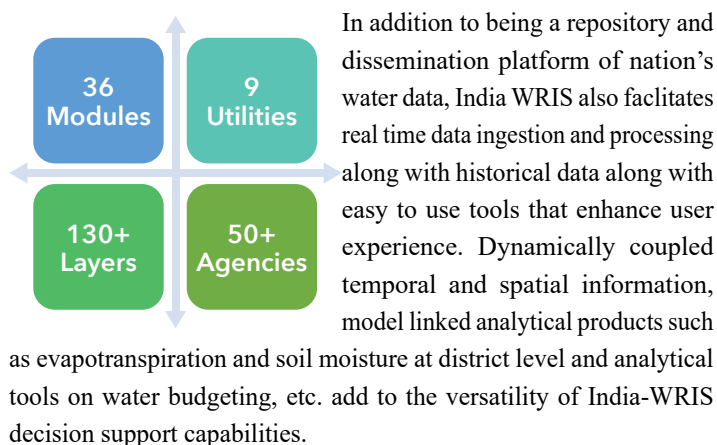 36
Modules
9
Utilities
130+
Layers
50+
Agencies
In addition to being a repository and
dissemination platform of nation’s
water data, India WRIS also facilitates
real time data ingestion and processing
along with historical data along with
easy to use tools that enhance user
experience. Dynamically coupled
temporal and spatial information,
model linked analytical products such
as evapotranspiration and soil moisture at district level and analytical
tools on water budgeting, etc. add to the versatility of India-WRIS
decision support capabilities.